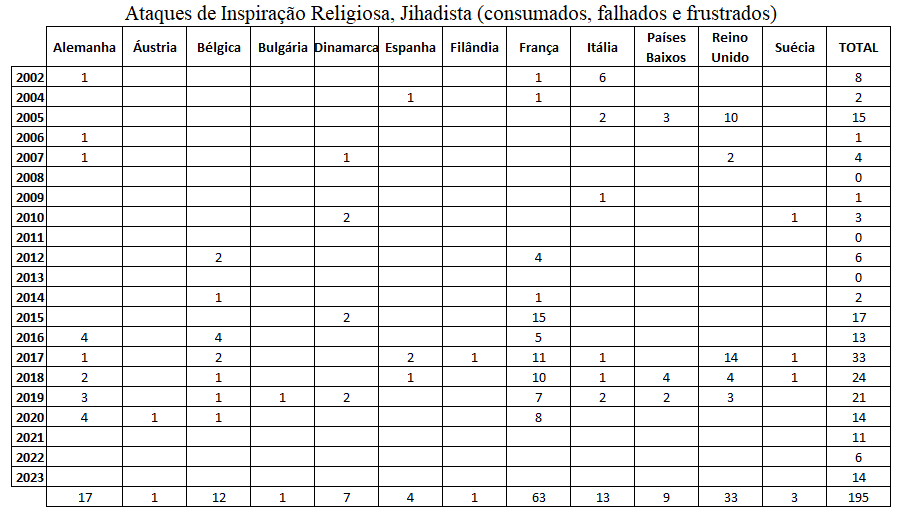 Ataques de Inspiração Religiosa, Jihadista (consumados, falhados e frustrados)
Alemanha Áustria Bélgica Bulgária Dinamarca Espanha Filândia França Itália Países Baixos Reino Unido Suécia TOTAL
2002 1 1 6 8
2004 1 1 2
2005 2 3 10 15
2006 1 1
2007 1 1 2 4
2008 0
2009 1 1
2010 2 1 3
2011 0
2012 2 4 6
2013 0
2014 1 1 2
2015 2 15 17
2016 4 4 5 13
2017 1 2 2 1 11 1 14 1 33
2018 2 1 1 10 1 4 4 1 24
2019 3 1 1 2 7 2 2 3 21
2020 4 1 1 8 14
2021 11
2022 6
2023 14
17 1 12 1 7 4 1 63 13 9 33 3 195